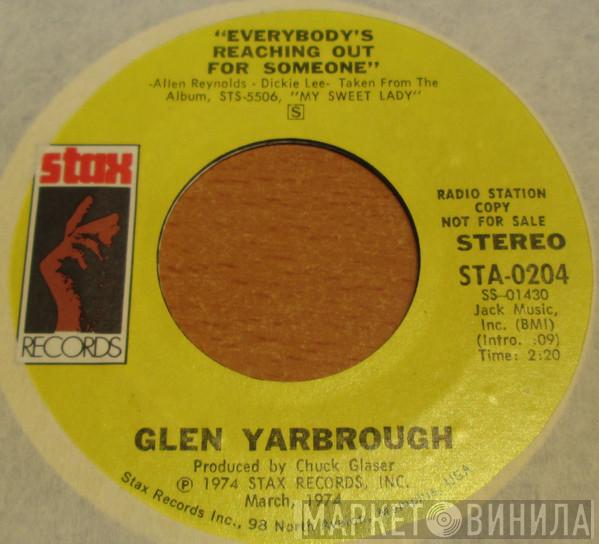 "EVERYBODY'S
REACHING OUT
FOR SOMEONE"
-Allen Reynolds - Dickie Lee- Taken From The
Album, STS-5506, "MY SWEET LADY"
S
stax
RECORDS
RADIO STATION
COPY
NOT FOR SALE
STEREO
STA-0204
SS-01430
Jack Music,
Inc. (BMI)
(Intro. :09)
Time: 2:20
GLEN YARBROUGH
Produced by Chuck Glaser
℗ 1974 STAX RECORDS, INC.
March, 1974
Stax Records Inc., 98 North Avalon, Memphis, USA
МАРКЕТ ВИНИЛА